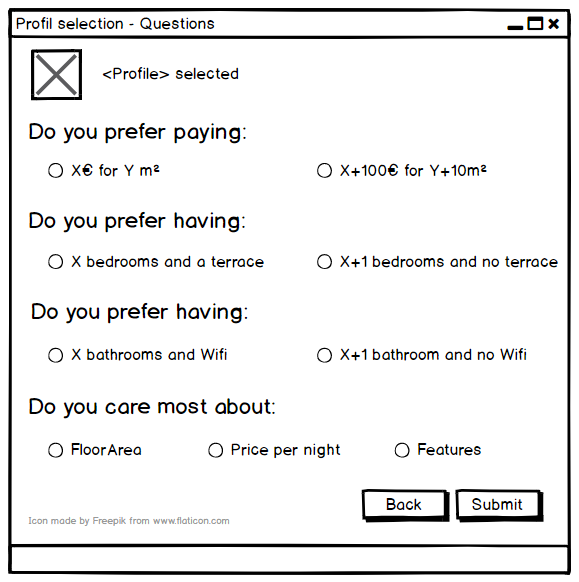 Profil selection - Questions
<Profile> selected
Do you prefer paying:
X€ for Y m²
X+100€ for Y+10m²
Do you prefer having:
X bedrooms and a terrace
X+1 bedrooms and no terrace
Do you prefer having:
X bathrooms and Wifi
X+1 bathroom and no Wifi
Do you care most about:
FloorArea
Price per night
Features
Back
Submit
Icon made by Freepik from www.flaticon.com